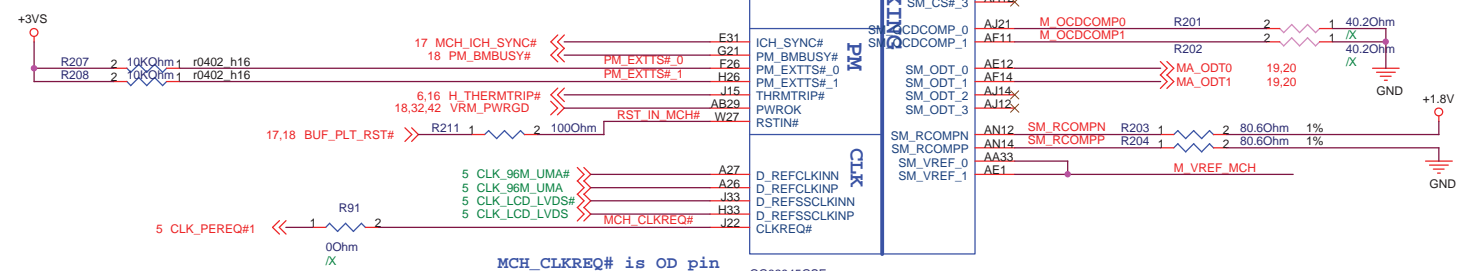 SM_CS#_3
+3VS
KING
SM_OCDCOMP_0 AJ21 M_OCDCOMP0 R201 2 1 40.2Ohm
/X
17 MCH_ICH_SYNC# E31 ICH_SYNC# SM_OCDCOMP_1 AF11 M_OCDCOMP1 2 1 40.2Ohm
R202 /X
18 PM_BMBUSY# G21 PM_BMBUSY#
PM
R207 2 10KOhm 1 r0402_h16 PM_EXTTS#_0 F26 PM_EXTTS#_0 SM_ODT_0 AE12 MA_ODT0 19,20
R208 2 10KOhm 1 r0402_h16 PM_EXTTS#_1 H26 PM_EXTTS#_1 SM_ODT_1 AF14 MA_ODT1 19,20
GND
6,16 H_THERMTRIP# J15 THRMTRIP# SM_ODT_2 AJ14
18,32,42 VRM_PWRGD AB29 PWROK SM_ODT_3 AJ12
+1.8V
RST_IN_MCH# W27 RSTIN#
17,18 BUF_PLT_RST# R211 1 2 100Ohm
SM_RCOMPN AN12 SM_RCOMPN R203 1 2 80.6Ohm 1%
SM_RCOMPP AN14 SM_RCOMPP R204 1 2 80.6Ohm 1%
SM_VREF_0 AA33
SM_VREF_1 AE1 M_VREF_MCH
GND
CLK
5 CLK_96M_UMA# A27 D_REFCLKINN
5 CLK_96M_UMA A26 D_REFCLKINP
5 CLK_LCD_LVDS# J33 D_REFSSCLKINN
5 CLK_LCD_LVDS H33 D_REFSSCLKINP
5 CLK_PEREQ#1 1 R91 2 MCH_CLKREQ# J22 CLKREQ#
0Ohm
/X
MCH_CLKREQ# is OD pin